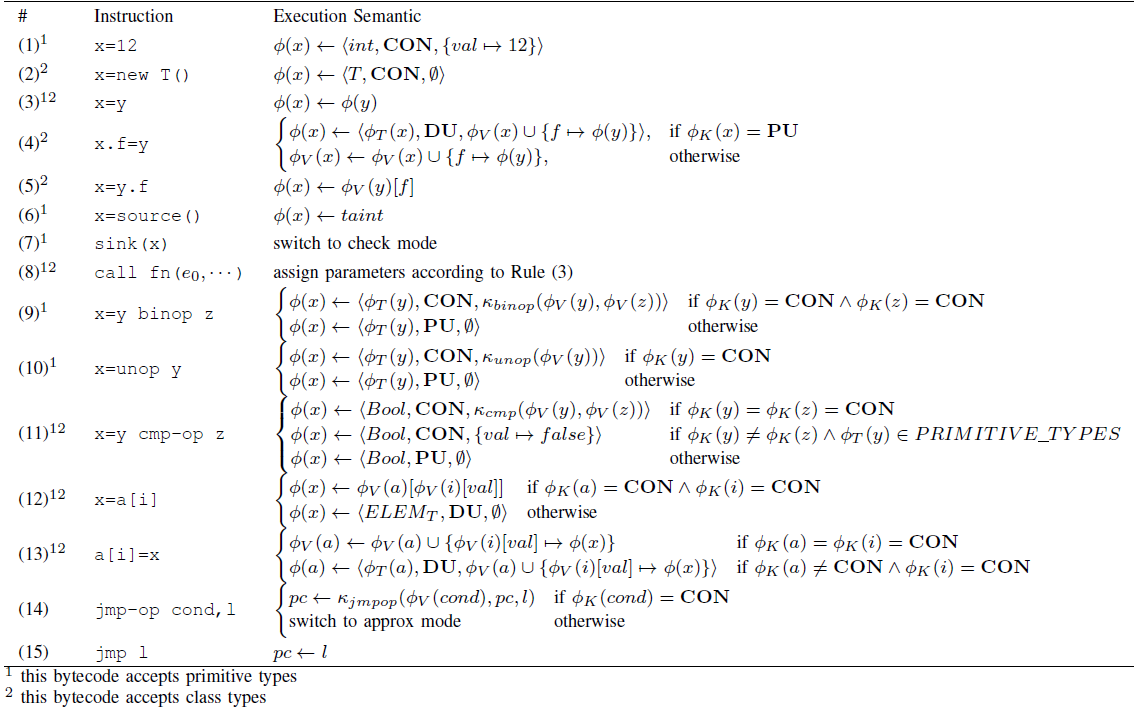 # Instruction Execution Semantic
(1)¹ x=12 ϕ(x) ← ⟨int, CON, {val ↦ 12}⟩
(2)² x=new T() ϕ(x) ← ⟨T, CON, ∅⟩
(3)¹² x=y ϕ(x) ← ϕ(y)
(4)² x.f=y { ϕ(x) ← ⟨ϕ_T(x), DU, ϕ_V(x) ∪ {f ↦ ϕ(y)}⟩, if ϕ_K(x) = PU
ϕ_V(x) ← ϕ_V(x) ∪ {f ↦ ϕ(y)}, otherwise
(5)² x=y.f ϕ(x) ← ϕ_V(y)[f]
(6)¹ x=source() ϕ(x) ← taint
(7)¹ sink(x) switch to check mode
(8)¹² call fn(e₀,⋯) assign parameters according to Rule (3)
(9)¹ x=y binop z { ϕ(x) ← ⟨ϕ_T(y), CON, κ_binop(ϕ_V(y), ϕ_V(z))⟩ if ϕ_K(y) = CON ∧ ϕ_K(z) = CON
ϕ(x) ← ⟨ϕ_T(y), PU, ∅⟩ otherwise
(10)¹ x=unop y { ϕ(x) ← ⟨ϕ_T(y), CON, κ_unop(ϕ_V(y))⟩ if ϕ_K(y) = CON
ϕ(x) ← ⟨ϕ_T(y), PU, ∅⟩ otherwise
(11)¹² x=y cmp-op z { ϕ(x) ← ⟨Bool, CON, κ_cmp(ϕ_V(y), ϕ_V(z))⟩ if ϕ_K(y) = ϕ_K(z) = CON
ϕ(x) ← ⟨Bool, CON, {val ↦ false}⟩ if ϕ_K(y) ≠ ϕ_K(z) ∧ ϕ_T(y) ∈ PRIMITIVE_TYPES
ϕ(x) ← ⟨Bool, PU, ∅⟩ otherwise
(12)¹² x=a[i] { ϕ(x) ← ϕ_V(a)[ϕ_V(i)[val]] if ϕ_K(a) = CON ∧ ϕ_K(i) = CON
ϕ(x) ← ⟨ELEM_T, DU, ∅⟩ otherwise
(13)¹² a[i]=x { ϕ_V(a) ← ϕ_V(a) ∪ {ϕ_V(i)[val] ↦ ϕ(x)} if ϕ_K(a) = ϕ_K(i) = CON
ϕ(a) ← ⟨ϕ_T(a), DU, ϕ_V(a) ∪ {ϕ_V(i)[val] ↦ ϕ(x)}⟩ if ϕ_K(a) ≠ CON ∧ ϕ_K(i) = CON
(14) jmp-op cond,l { pc ← κ_jmpop(ϕ_V(cond), pc, l) if ϕ_K(cond) = CON
switch to approx mode otherwise
(15) jmp l pc ← l
¹ this bytecode accepts primitive types
² this bytecode accepts class types